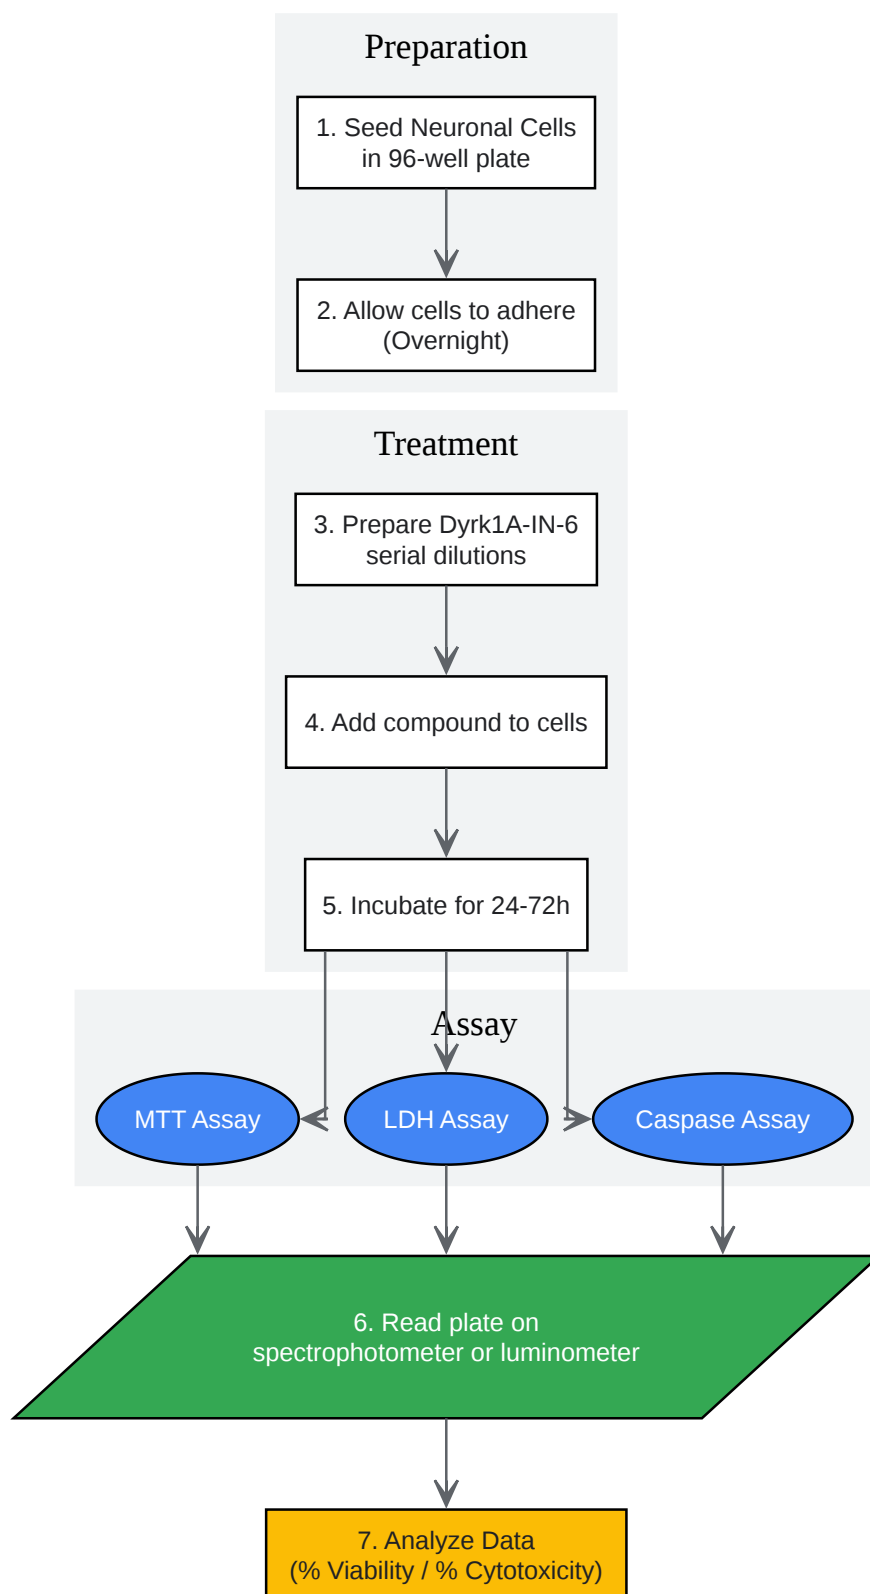 Preparation
1. Seed Neuronal Cells
in 96-well plate
2. Allow cells to adhere
(Overnight)
Treatment
3. Prepare Dyrk1A-IN-6
serial dilutions
4. Add compound to cells
5. Incubate for 24-72h
Assay
MTT Assay
LDH Assay
Caspase Assay
6. Read plate on
spectrophotometer or luminometer
7. Analyze Data
(% Viability / % Cytotoxicity)